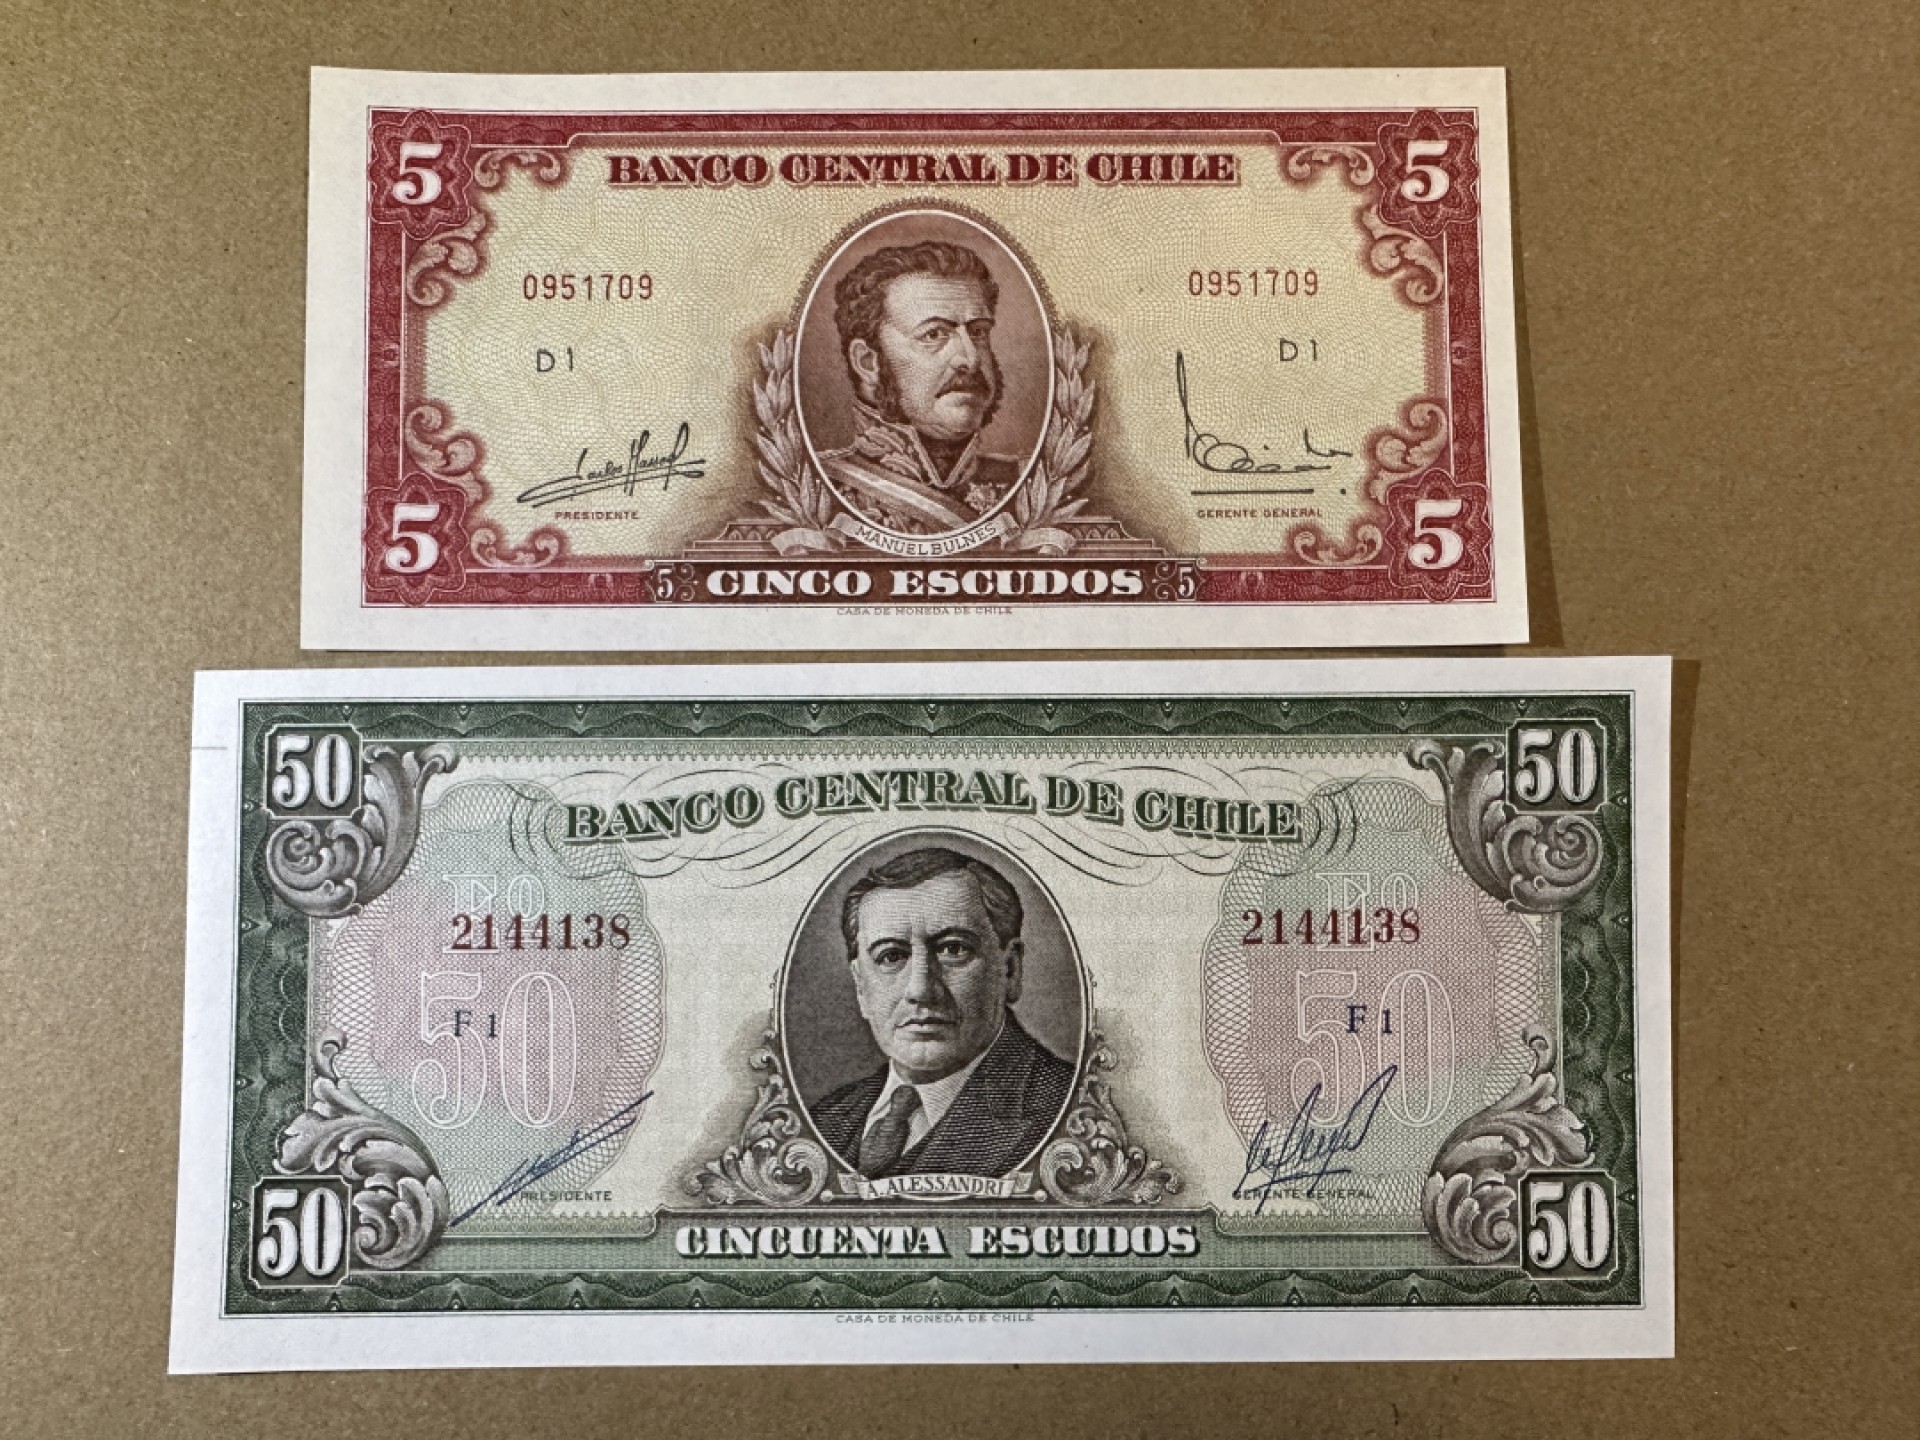 5 5
BANCO CENTRAL DE CHILE
0951709 0951709
D1 D1
PRESIDENTE GERENTE GENERAL
MANUEL BULNES
5 5
5 CINCO ESCUDOS 5
CASA DE MONEDA DE CHILE
50 50
BANCO CENTRAL DE CHILE
Eº Eº
2144138 2144138
50 50
F1 F1
PRESIDENTE GERENTE GENERAL
A. ALESSANDRI
50 50
CINCUENTA ESCUDOS
CASA DE MONEDA DE CHILE